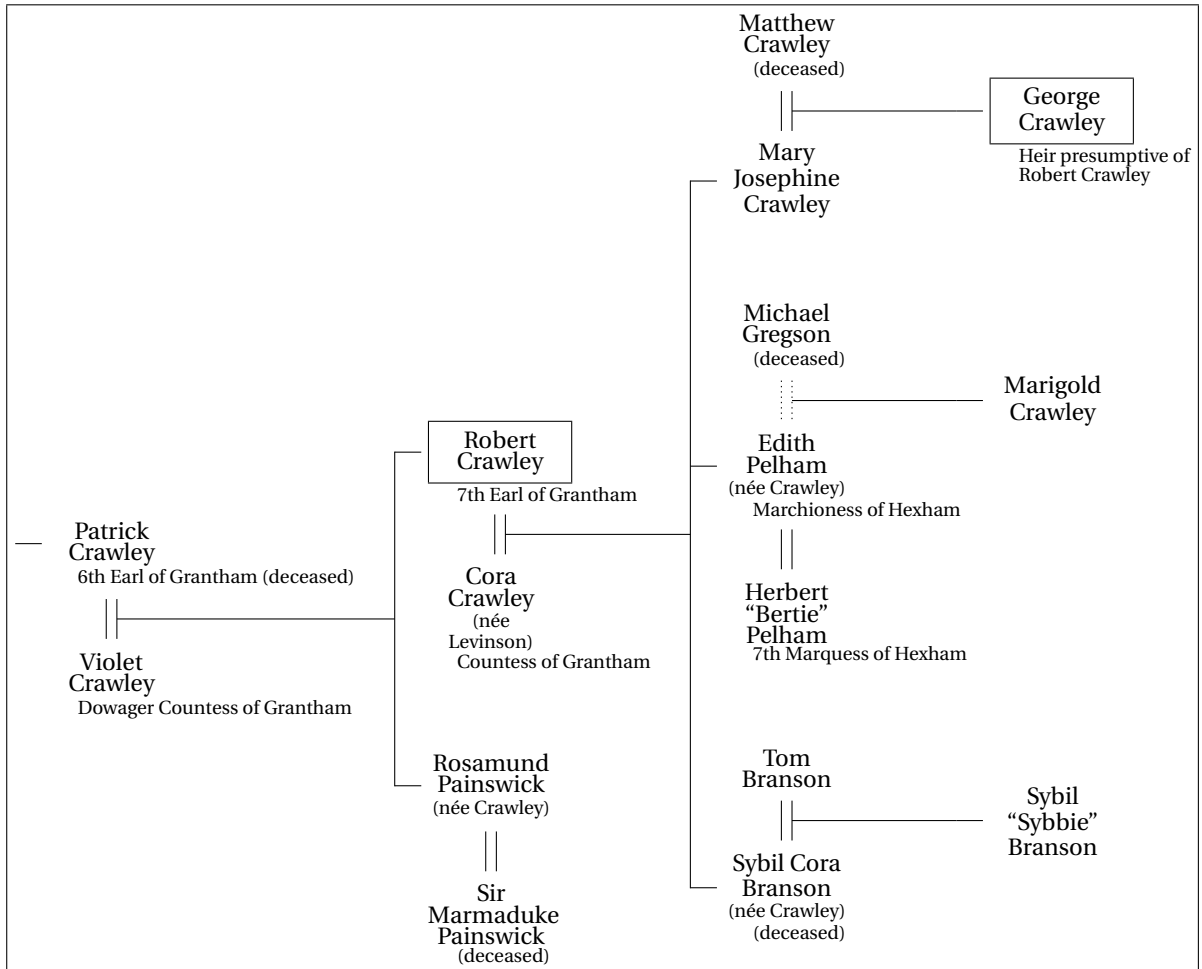 Patrick
Crawley
6th Earl of Grantham (deceased)
Violet
Crawley
Dowager Countess of Grantham
Robert
Crawley
7th Earl of Grantham
Cora
Crawley
(née
Levinson)
Countess of Grantham
Rosamund
Painswick
(née Crawley)
Sir
Marmaduke
Painswick
(deceased)
Matthew
Crawley
(deceased)
Mary
Josephine
Crawley
Michael
Gregson
(deceased)
Edith
Pelham
(née Crawley)
Marchioness of Hexham
Herbert
“Bertie”
Pelham
7th Marquess of Hexham
Tom
Branson
Sybil Cora
Branson
(née Crawley)
(deceased)
George
Crawley
Heir presumptive of
Robert Crawley
Marigold
Crawley
Sybil
“Sybbie”
Branson